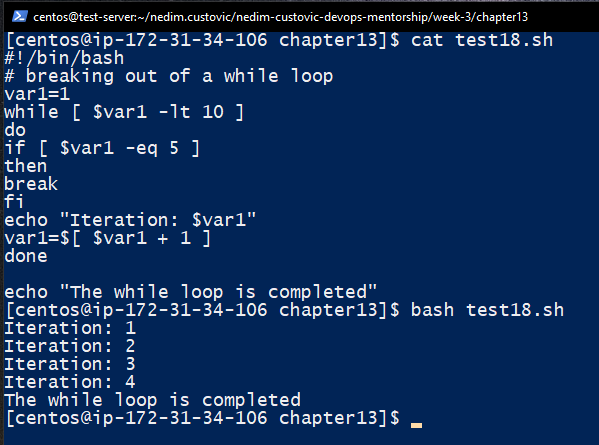 centos@test-server:~/nedim.custovic/nedim-custovic-devops-mentorship/week-3/chapter13
[centos@ip-172-31-34-106 chapter13]$ cat test18.sh
#!/bin/bash
# breaking out of a while loop
var1=1
while [ $var1 -lt 10 ]
do
if [ $var1 -eq 5 ]
then
break
fi
echo "Iteration: $var1"
var1=$[ $var1 + 1 ]
done

echo "The while loop is completed"
[centos@ip-172-31-34-106 chapter13]$ bash test18.sh
Iteration: 1
Iteration: 2
Iteration: 3
Iteration: 4
The while loop is completed
[centos@ip-172-31-34-106 chapter13]$